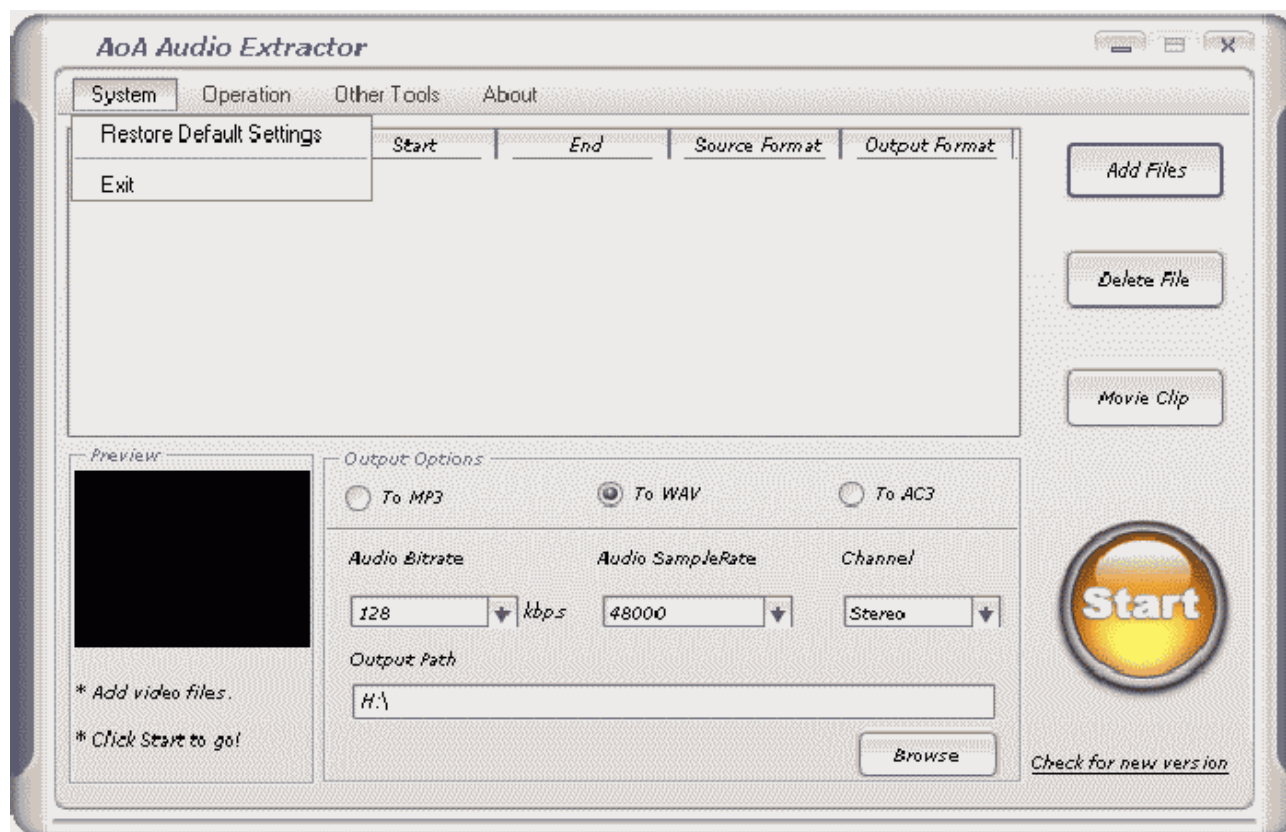 AoA Audio Extractor
System Operation Other Tools About
Restore Default Settings
Exit
Start End Source Format Output Format
Add Files
Delete File
Movie Clip
Preview
* Add video files.
* Click Start to go!
Output Options
To MP3 To WAV To AC3
Audio Bitrate Audio SampleRate Channel
128 kbps 48000 Stereo
Output Path
H:\
Browse
Start
Check for new version